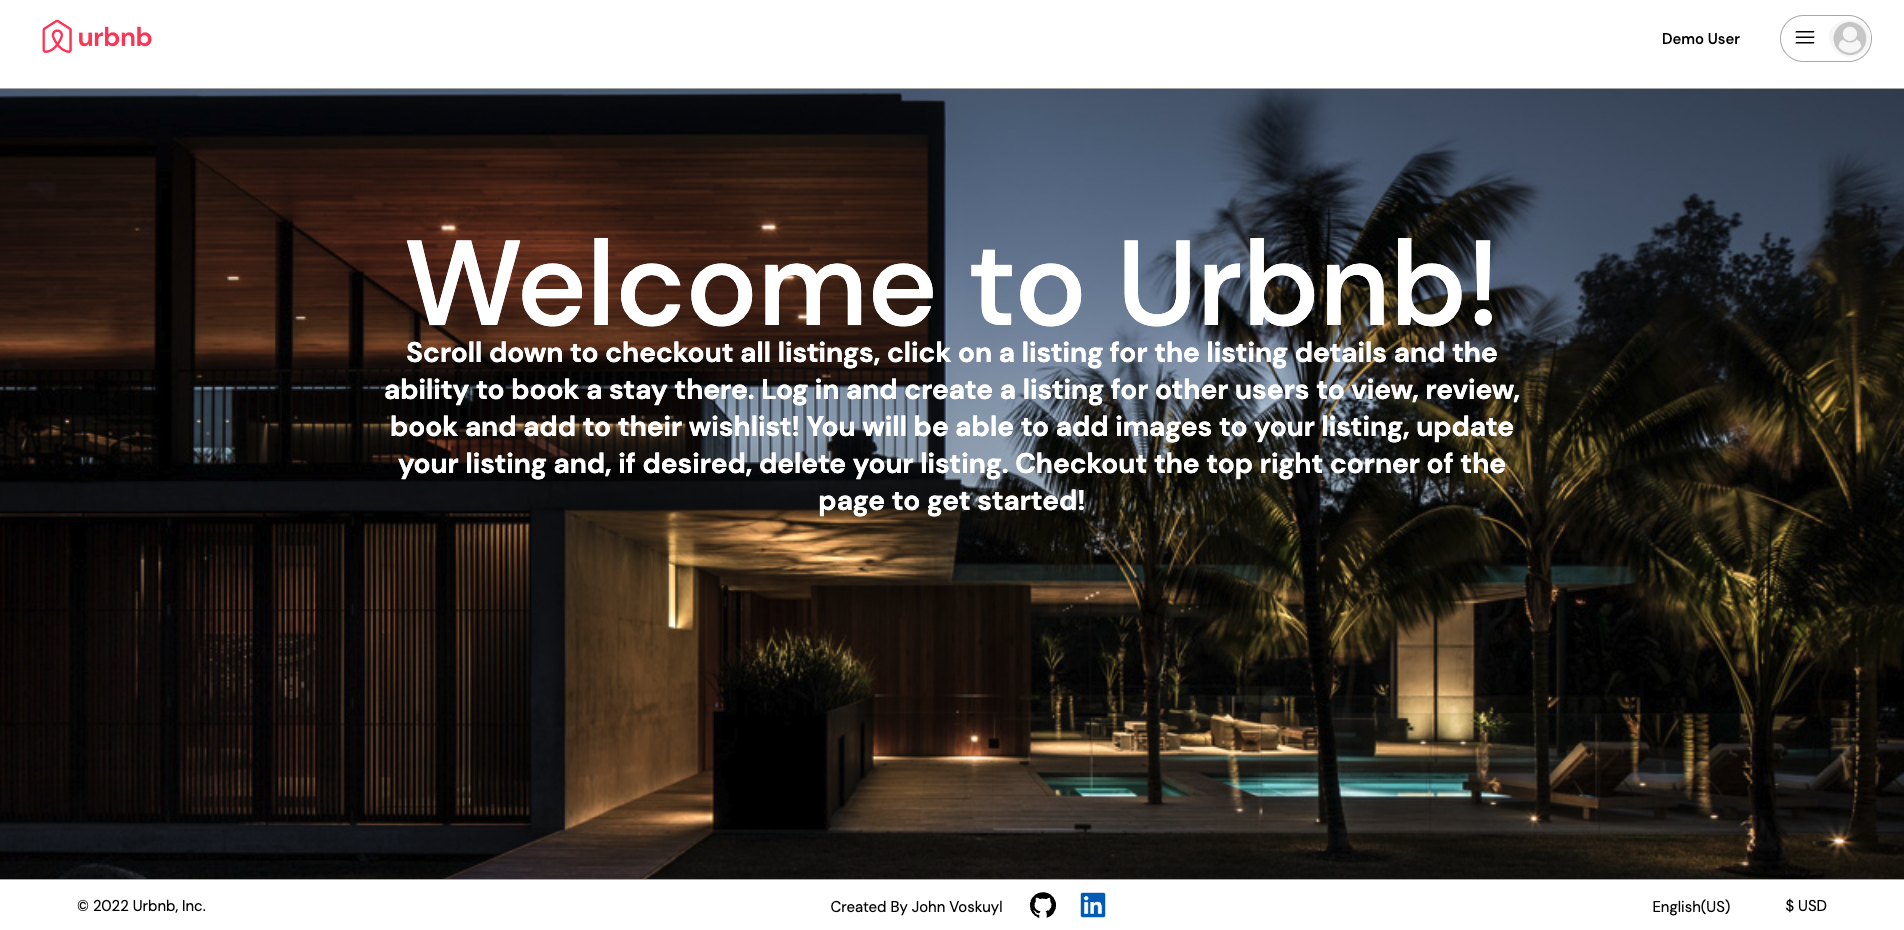 urbnb
Demo User
Welcome to Urbnb!
Scroll down to checkout all listings, click on a listing for the listing details and the
ability to book a stay there. Log in and create a listing for other users to view, review,
book and add to their wishlist! You will be able to add images to your listing, update
your listing and, if desired, delete your listing. Checkout the top right corner of the
page to get started!
© 2022 Urbnb, Inc.
Created By John Voskuyl
in
English(US)
$ USD